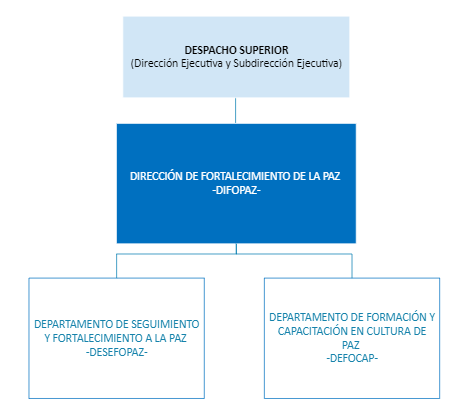 DESPACHO SUPERIOR
(Dirección Ejecutiva y Subdirección Ejecutiva)
DIRECCIÓN DE FORTALECIMIENTO DE LA PAZ
-DIFOPAZ-
DEPARTAMENTO DE SEGUIMIENTO
Y FORTALECIMIENTO A LA PAZ
-DESEFOPAZ-
DEPARTAMENTO DE FORMACIÓN Y
CAPACITACIÓN EN CULTURA DE
PAZ
-DEFOCAP-